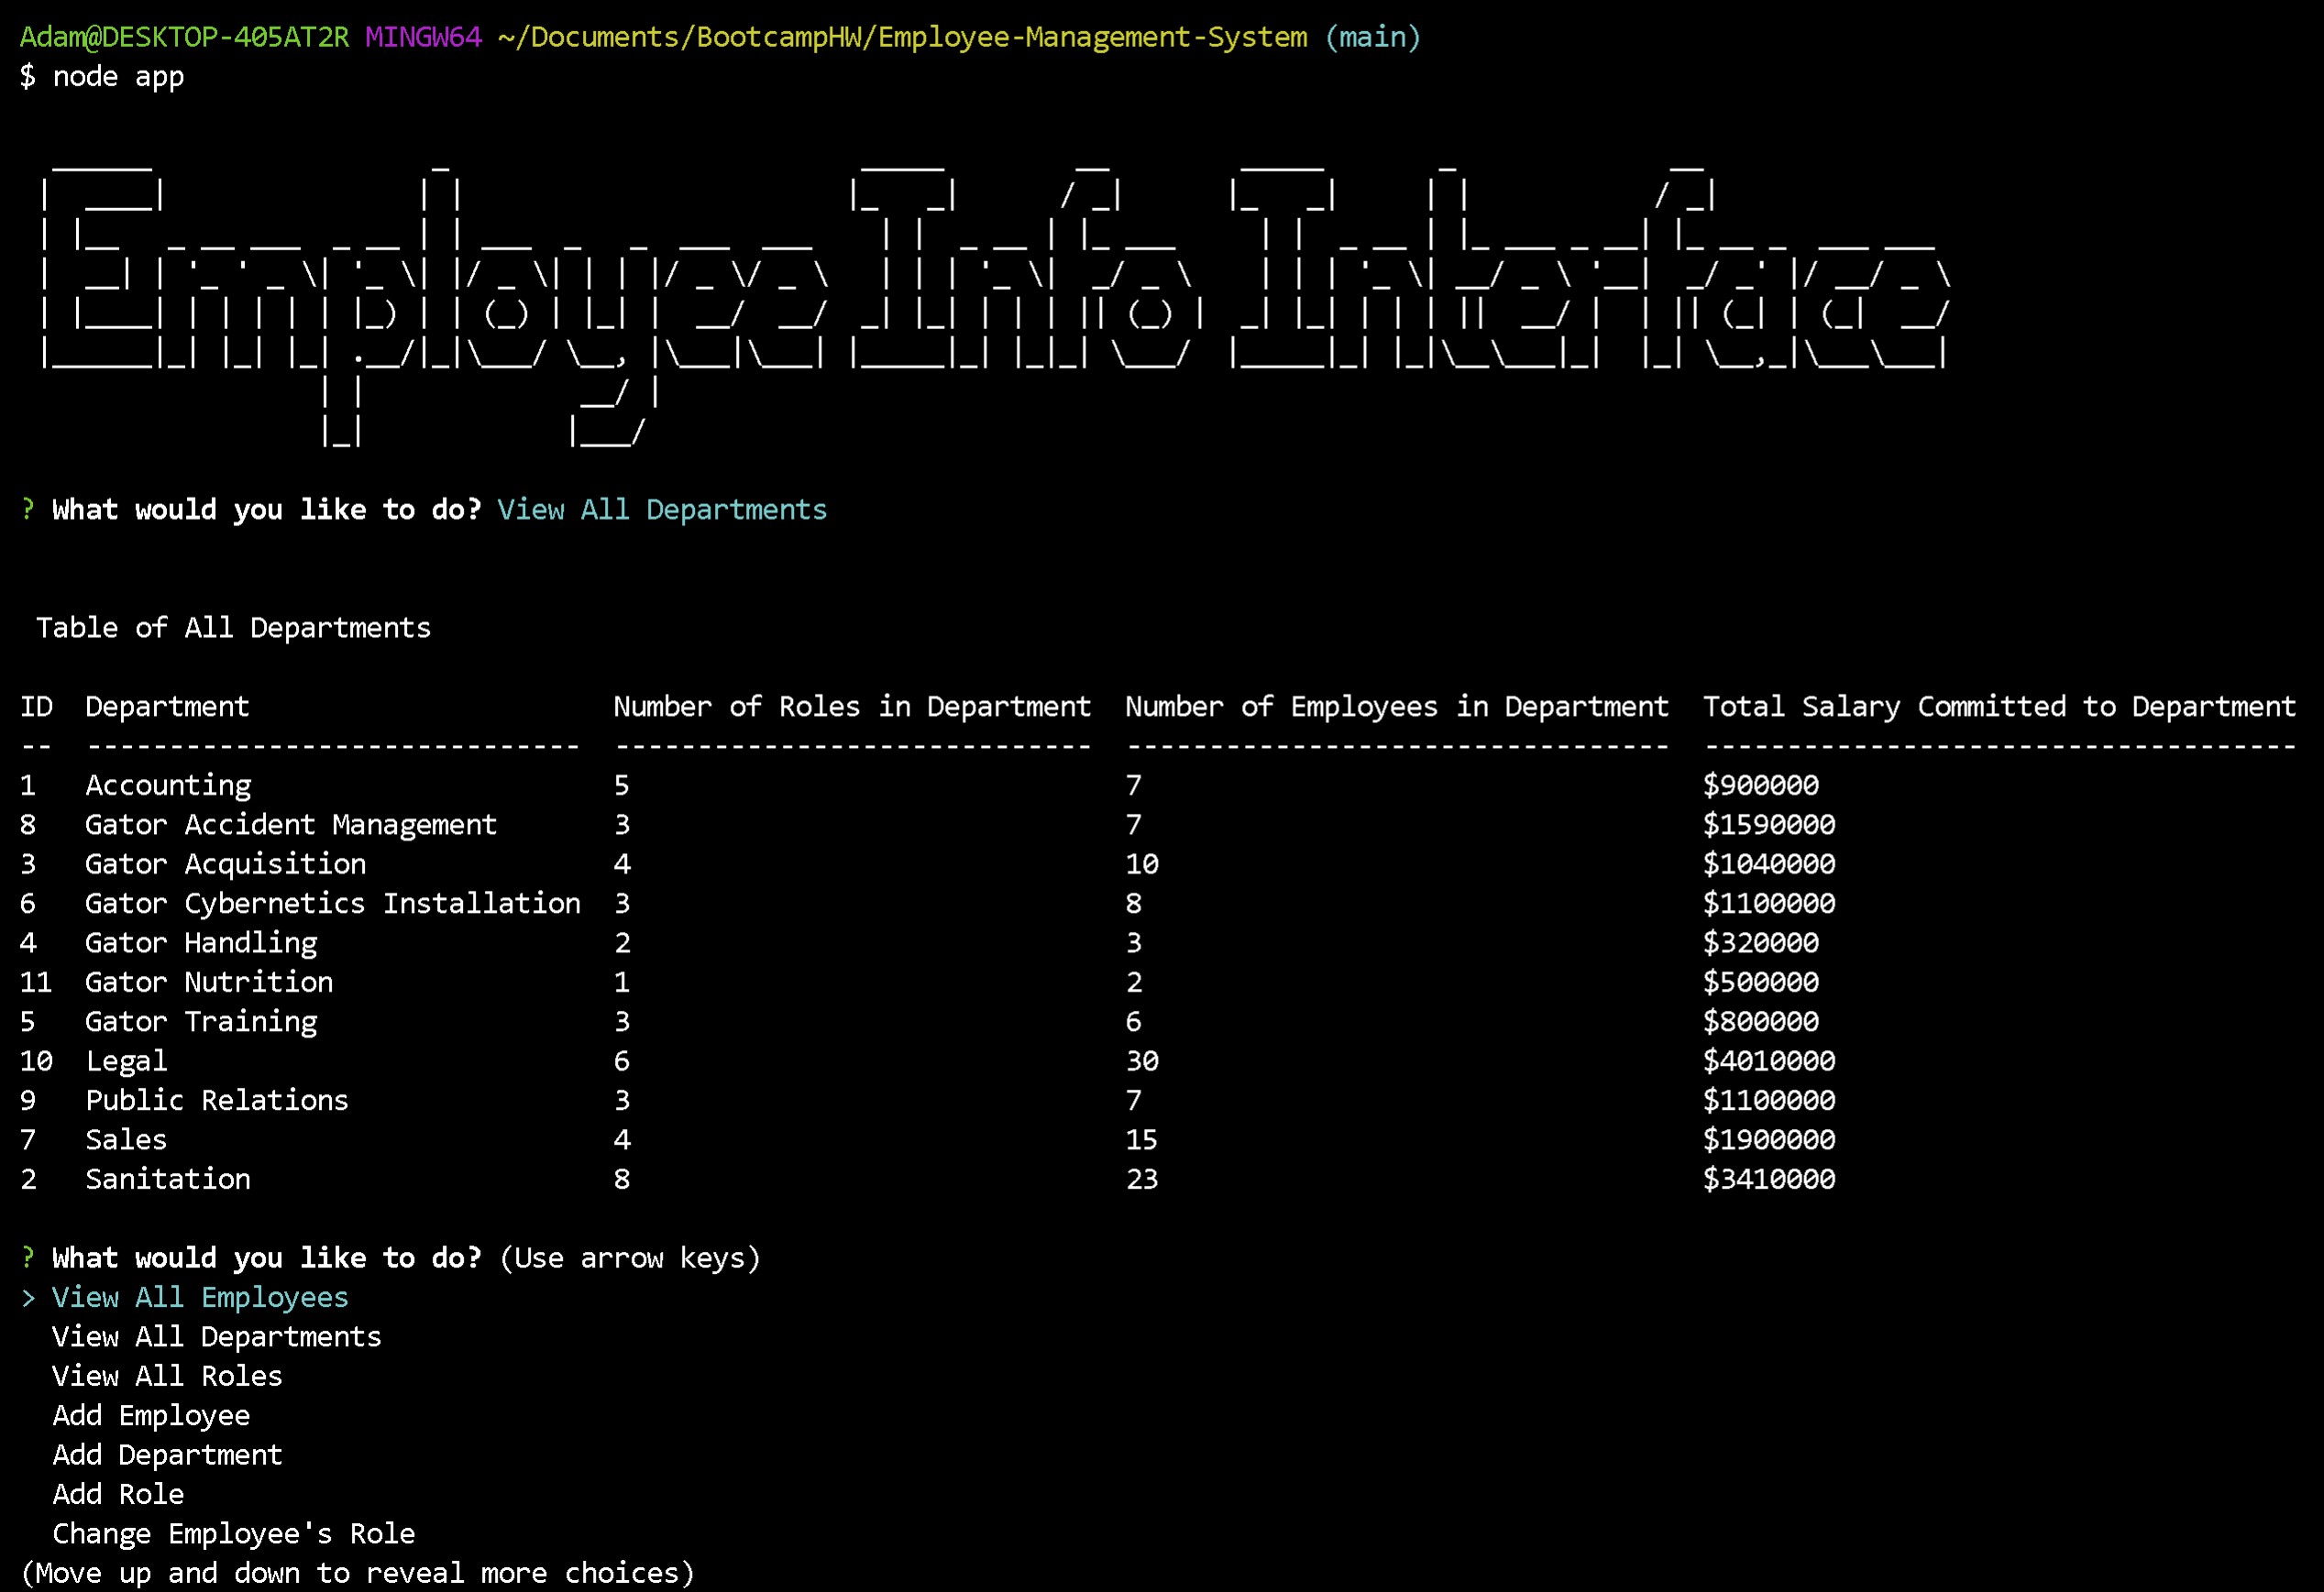 Adam@DESKTOP-405AT2R MINGW64 ~/Documents/BootcampHW/Employee-Management-System (main)
$ node app
Employee Info Interface
? What would you like to do? View All Departments
Table of All Departments
ID  Department                      Number of Roles in Department  Number of Employees in Department  Total Salary Committed to Department
--  ------------------------------  -----------------------------  ---------------------------------  ------------------------------------
1   Accounting                      5                              7                                  $900000
8   Gator Accident Management       3                              7                                  $1590000
3   Gator Acquisition               4                              10                                 $1040000
6   Gator Cybernetics Installation  3                              8                                  $1100000
4   Gator Handling                  2                              3                                  $320000
11  Gator Nutrition                 1                              2                                  $500000
5   Gator Training                  3                              6                                  $800000
10  Legal                           6                              30                                 $4010000
9   Public Relations                3                              7                                  $1100000
7   Sales                           4                              15                                 $1900000
2   Sanitation                      8                              23                                 $3410000
? What would you like to do? (Use arrow keys)
> View All Employees
  View All Departments
  View All Roles
  Add Employee
  Add Department
  Add Role
  Change Employee's Role
(Move up and down to reveal more choices)